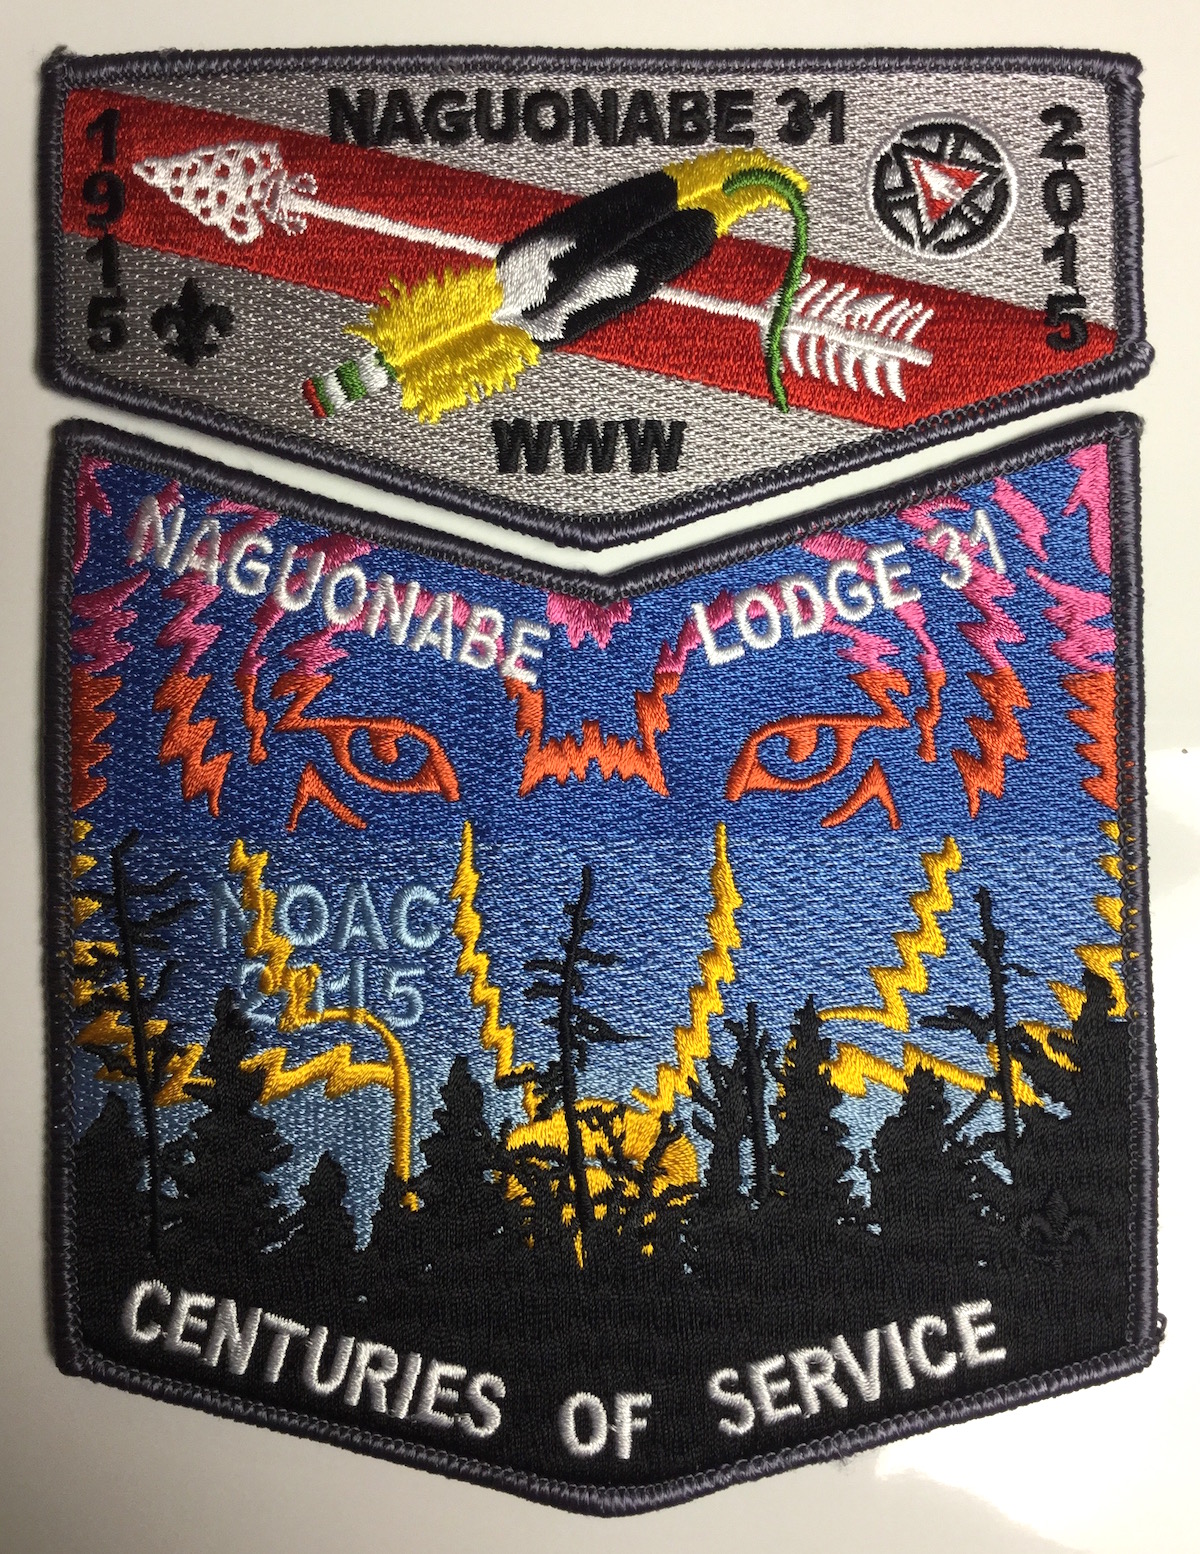 NAGUONABE 31
1915
2015
WWW
NAGUONABE LODGE 31
NOAC
2015
CENTURIES OF SERVICE